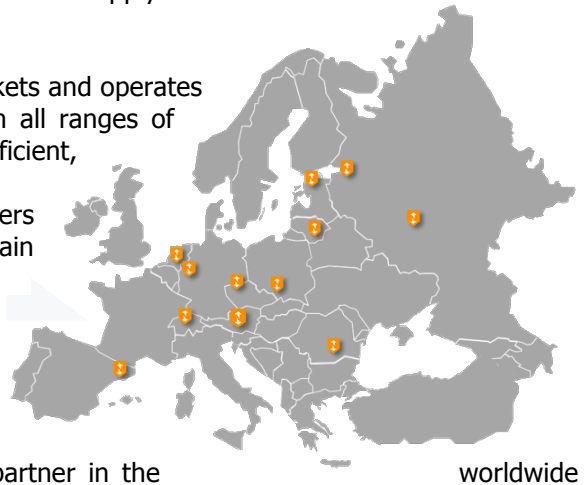 kets and operates
all ranges of
ficient,
ers
ain
partner in the worldwide